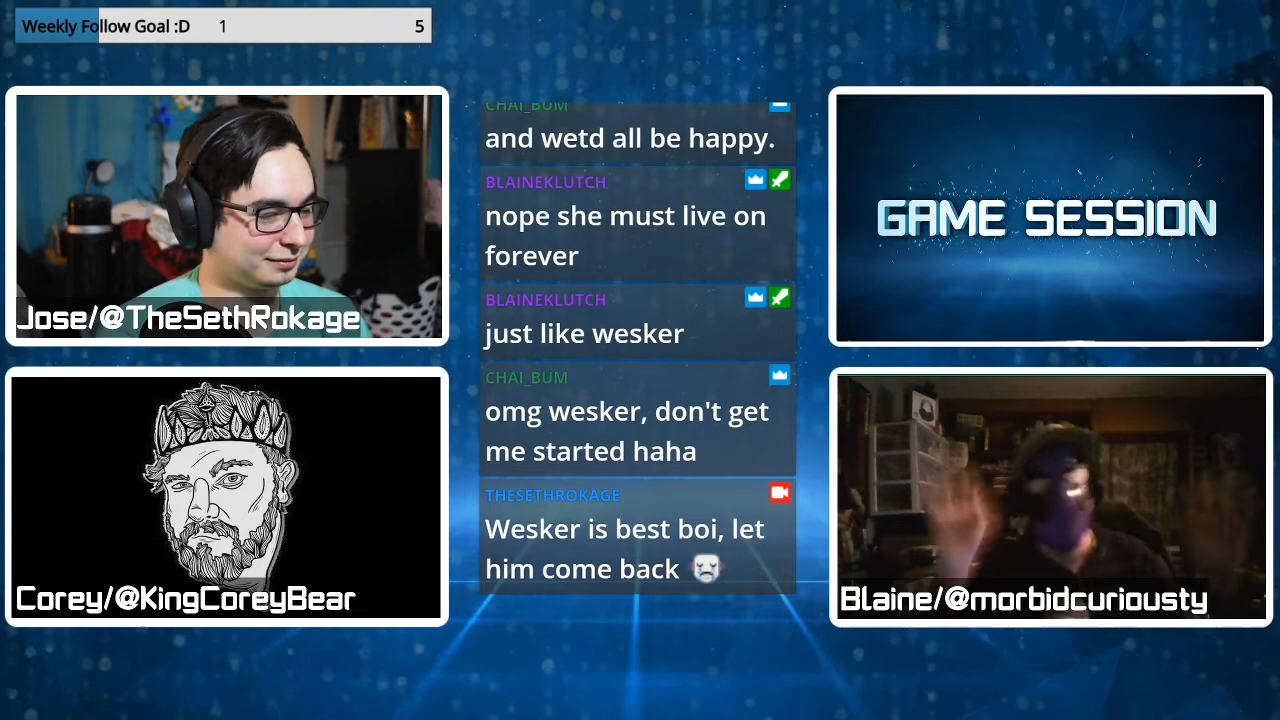 Weekly Follow Goal :D 1 5
Jose/@TheSethRokage
CHAI_BUM
and wetd all be happy.
BLAINEKLUTCH
nope she must live on
forever
BLAINEKLUTCH
just like wesker
CHAI_BUM
omg wesker, don't get
me started haha
THESETHROKAGE
Wesker is best boi, let
him come back
GAME SESSION
Corey/@KingCoreyBear
Blaine/@morbidcuriousty